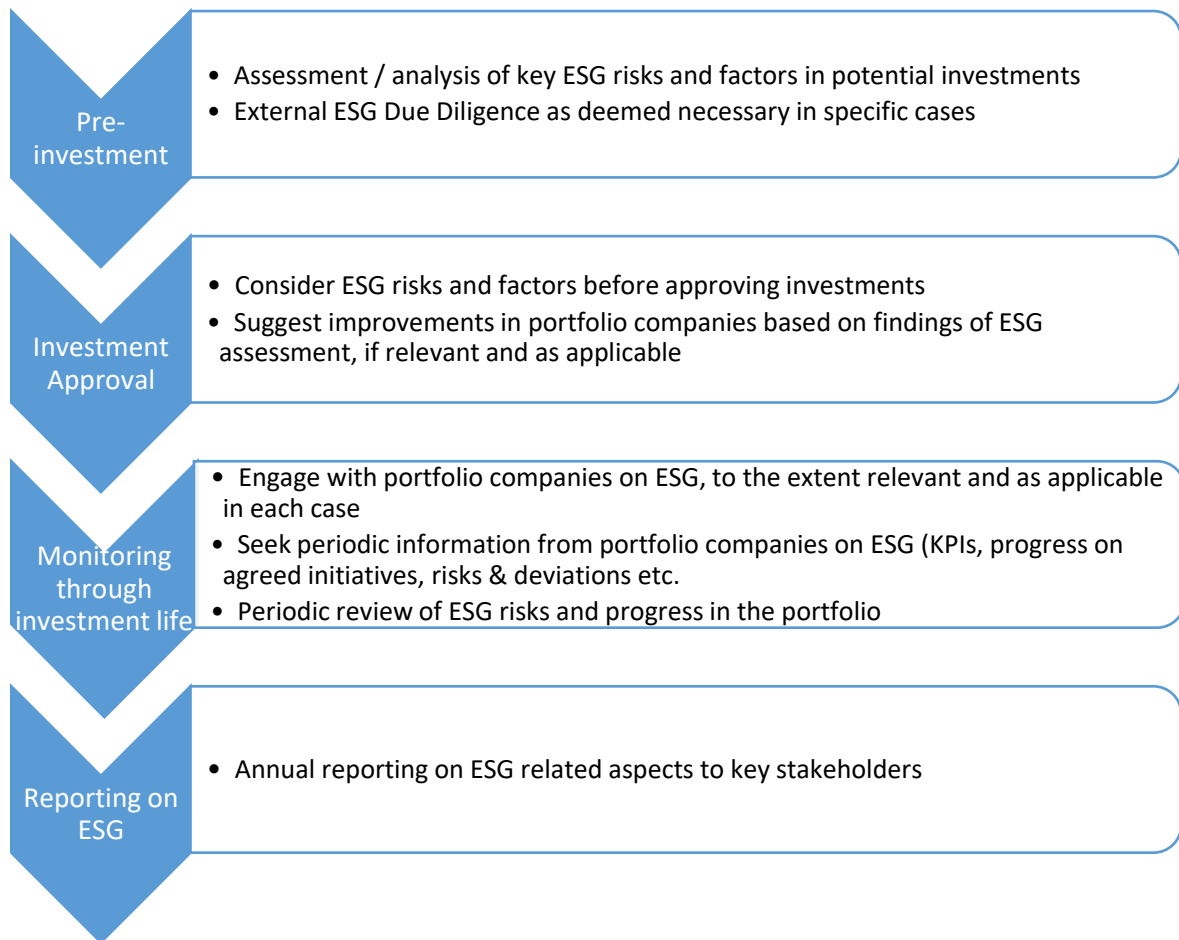 Pre-
investment
• Assessment / analysis of key ESG risks and factors in potential investments
• External ESG Due Diligence as deemed necessary in specific cases
Investment
Approval
• Consider ESG risks and factors before approving investments
• Suggest improvements in portfolio companies based on findings of ESG
assessment, if relevant and as applicable
Monitoring
through
investment life
• Engage with portfolio companies on ESG, to the extent relevant and as applicable
in each case
• Seek periodic information from portfolio companies on ESG (KPIs, progress on
agreed initiatives, risks & deviations etc.
• Periodic review of ESG risks and progress in the portfolio
Reporting on
ESG
• Annual reporting on ESG related aspects to key stakeholders